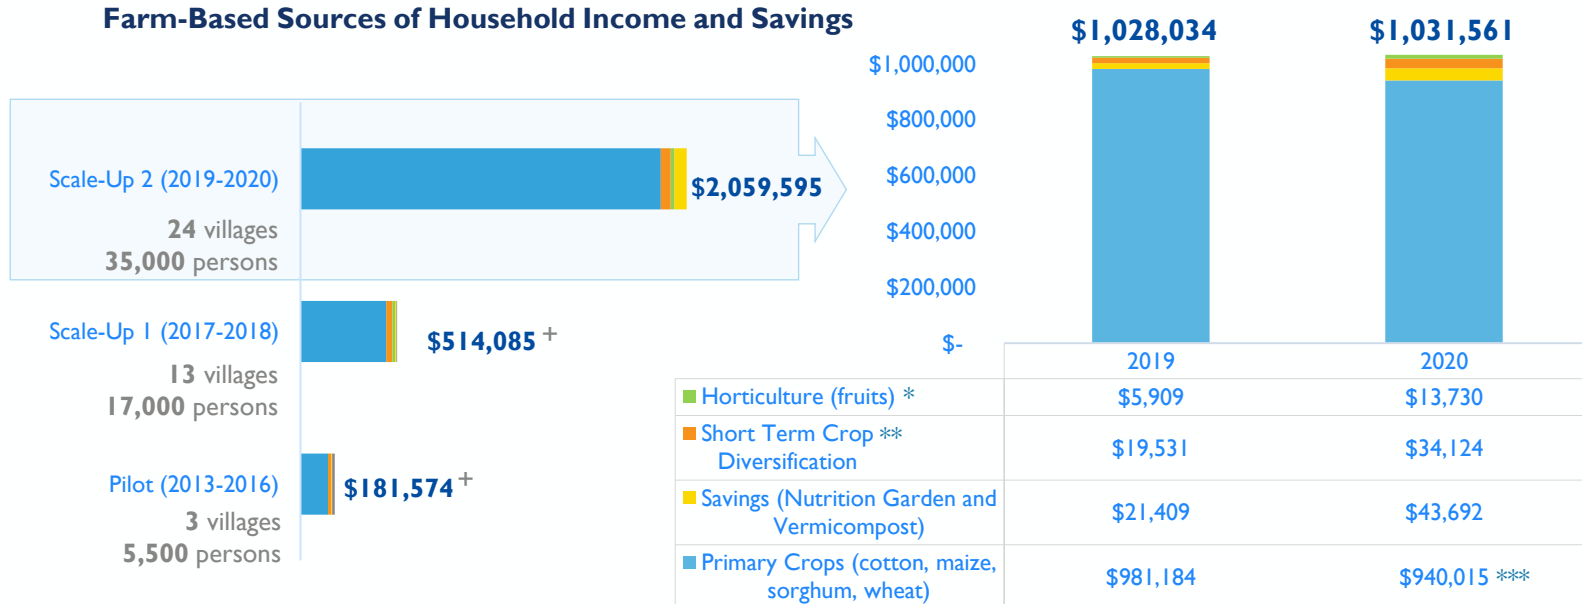 Farm-Based Sources of Household Income and Savings
Scale-Up 2 (2019-2020)
24 villages
35,000 persons
$2,059,595
Scale-Up 1 (2017-2018)
13 villages
17,000 persons
$514,085 +
Pilot (2013-2016)
3 villages
5,500 persons
$181,574 +
$1,028,034 $1,031,561
$1,000,000
$800,000
$600,000
$400,000
$200,000
$-
2019 2020
Horticulture (fruits) * $5,909 $13,730
Short Term Crop **
Diversification $19,531 $34,124
Savings (Nutrition Garden and
Vermicompost) $21,409 $43,692
Primary Crops (cotton, maize,
sorghum, wheat) $981,184 $940,015 ***